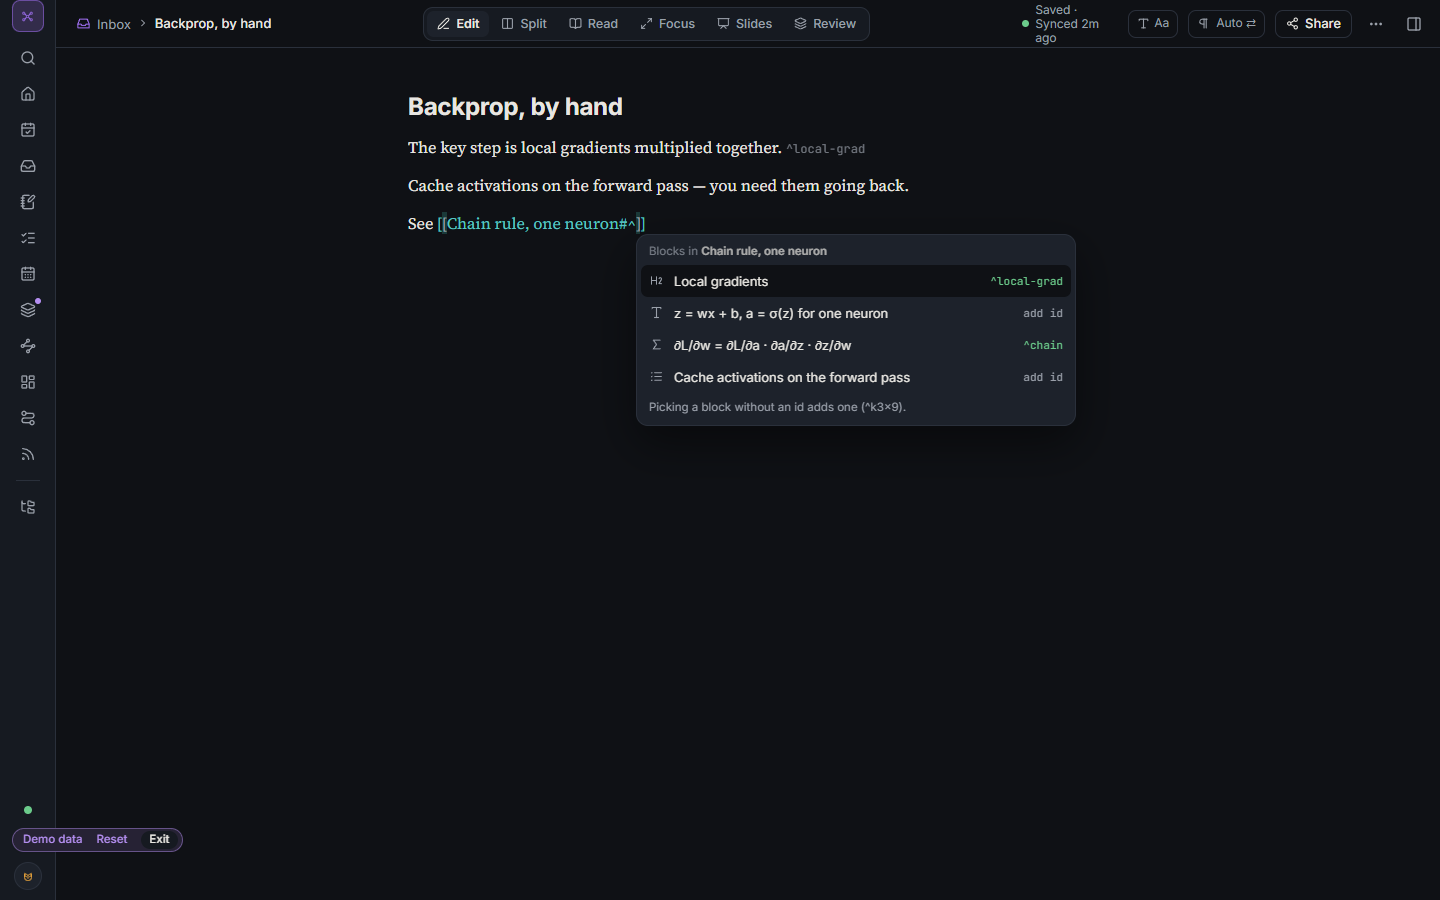 Inbox > Backprop, by hand
Edit Split Read Focus Slides Review
Saved ·
Synced 2m
ago
Aa
Auto ⇄
Share
Backprop, by hand
The key step is local gradients multiplied together. ^local-grad
Cache activations on the forward pass — you need them going back.
See [[Chain rule, one neuron#^]]
Blocks in Chain rule, one neuron
H2 Local gradients ^local-grad
z = wx + b, a = σ(z) for one neuron add id
∂L/∂w = ∂L/∂a · ∂a/∂z · ∂z/∂w ^chain
Cache activations on the forward pass add id
Picking a block without an id adds one (^k3×9).
Demo data Reset Exit